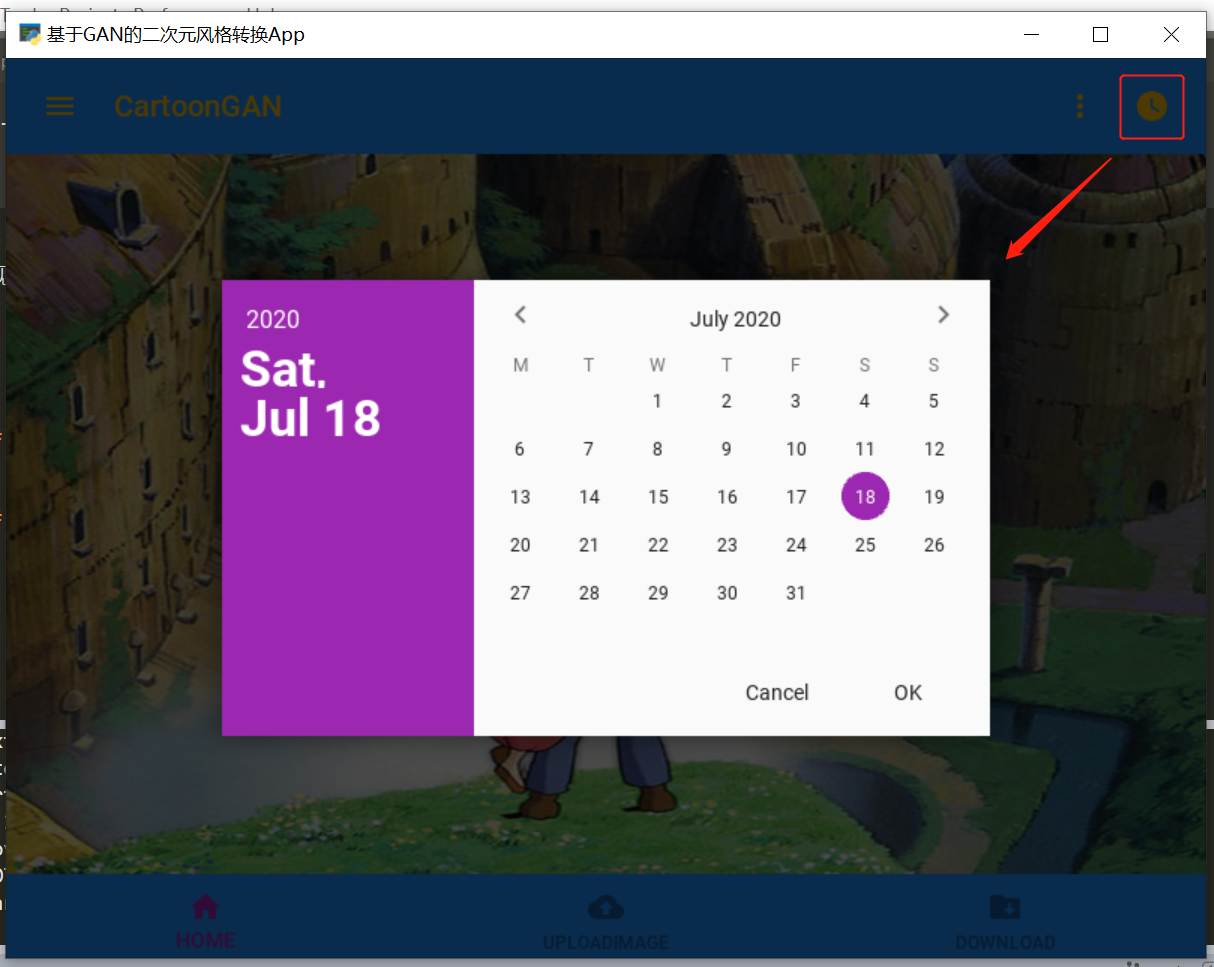 基于GAN的二次元风格转换App
CartoonGAN
2020
Sat.
Jul 18
July 2020
M T W T F S S
1 2 3 4 5
6 7 8 9 10 11 12
13 14 15 16 17 18 19
20 21 22 23 24 25 26
27 28 29 30 31
Cancel OK
HOME UPLOADIMAGE DOWNLOAD